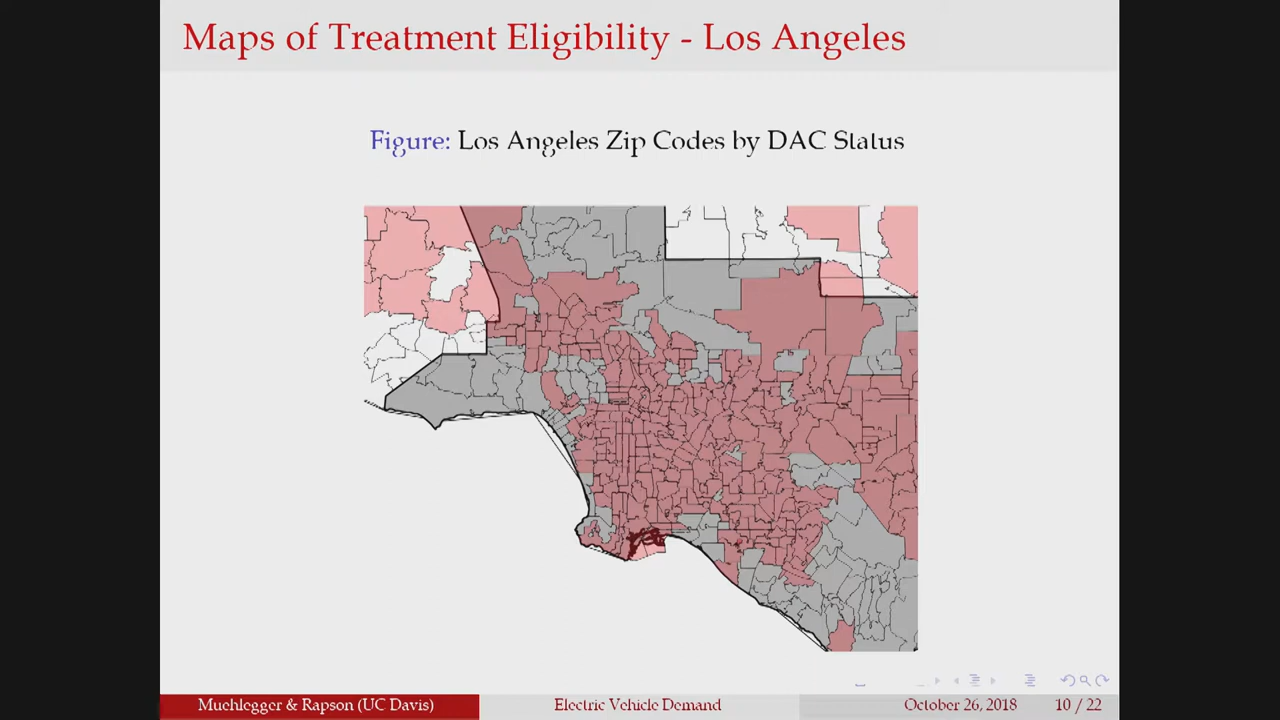 Maps of Treatment Eligibility - Los Angeles
Figure: Los Angeles Zip Codes by DAC Status
Muehlegger & Rapson (UC Davis)
Electric Vehicle Demand
October 26, 2018
10 / 22